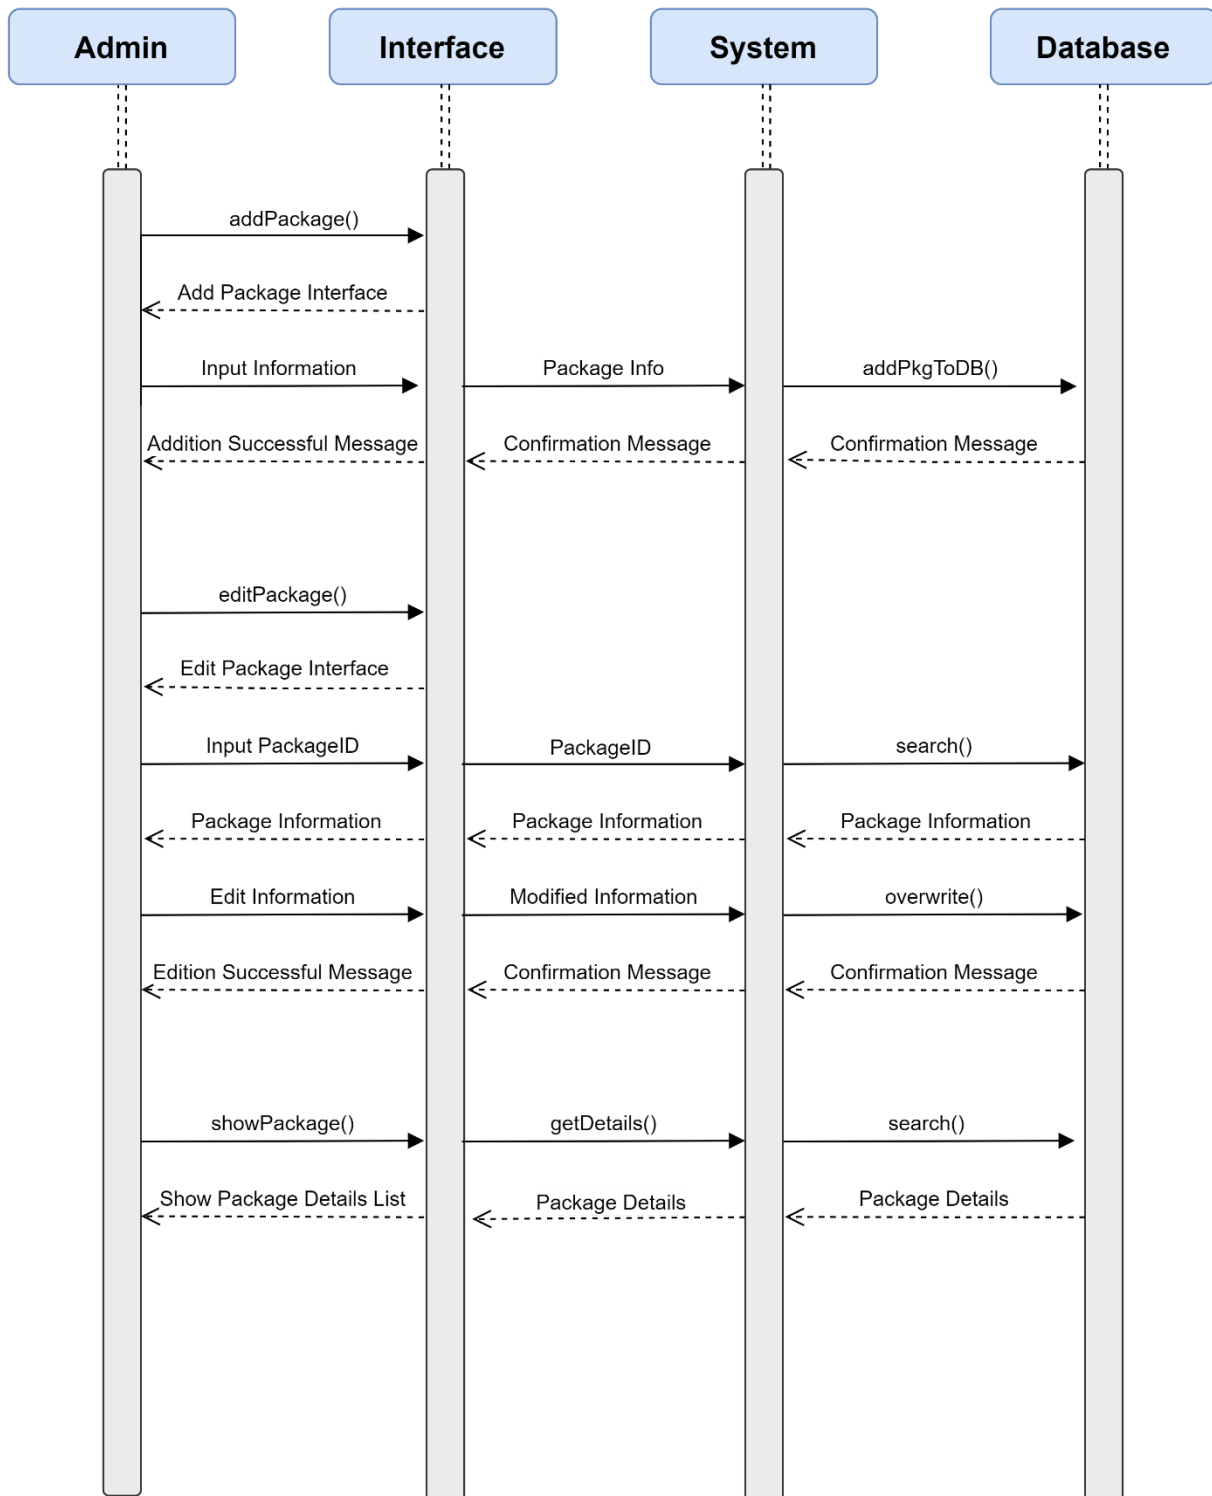 Admin
Interface
System
Database
addPackage()
Add Package Interface
Input Information
Package Info
addPkgToDB()
Addition Successful Message
Confirmation Message
Confirmation Message
editPackage()
Edit Package Interface
Input PackageID
PackageID
search()
Package Information
Package Information
Package Information
Edit Information
Modified Information
overwrite()
Edition Successful Message
Confirmation Message
Confirmation Message
showPackage()
getDetails()
search()
Show Package Details List
Package Details
Package Details